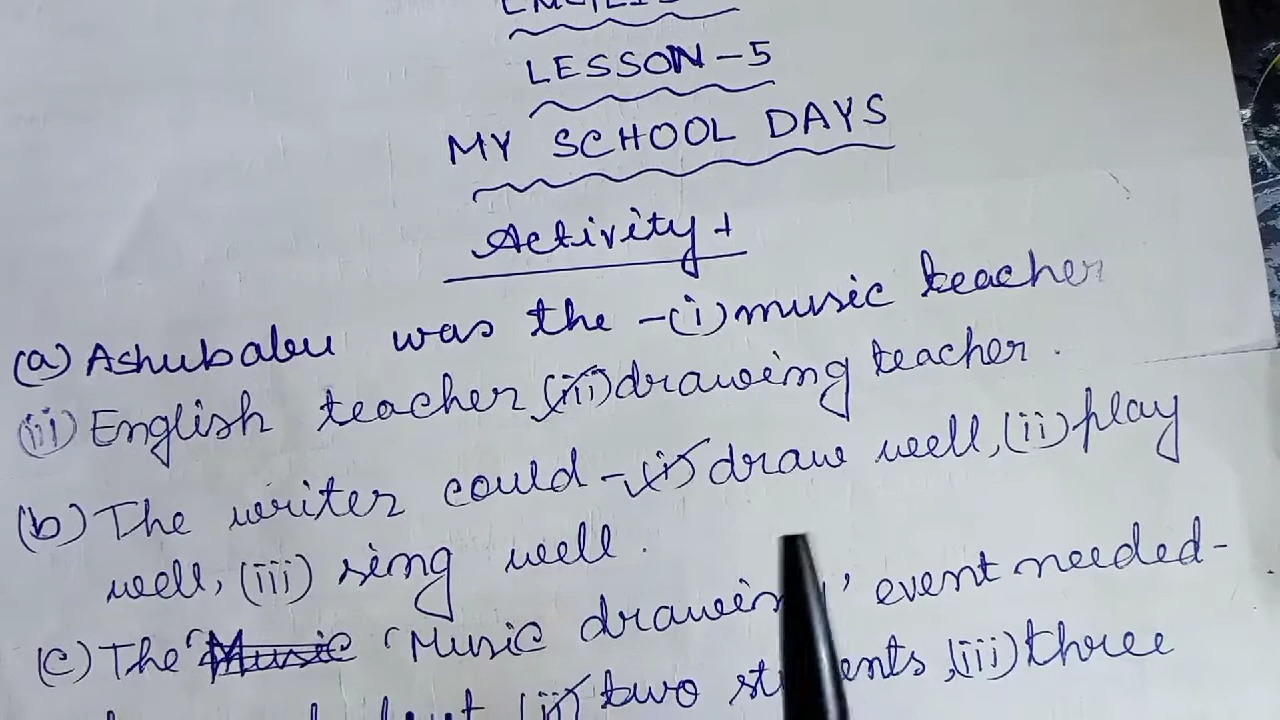 LESSON-5
MY SCHOOL DAYS
Activity 1
(a) Ashubabu was the -(i) music teacher
(ii) English teacher (iii) drawing teacher.
(b) The writer could -(i) draw well, (ii) play
well, (iii) sing well.
(c) The 'Music drawing' event needed-
(ii) two students, (iii) three